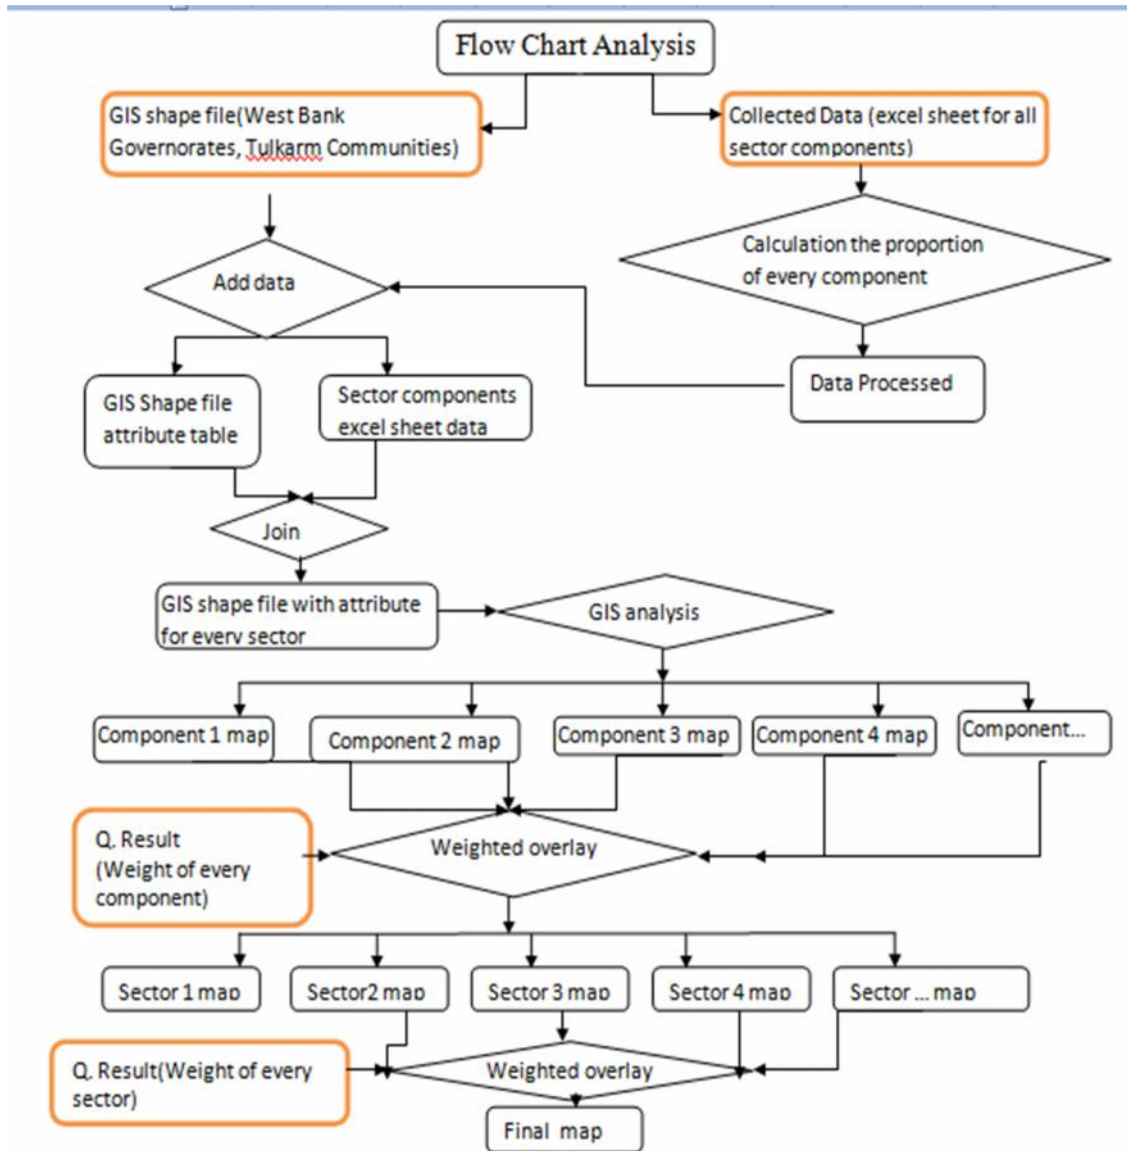 Flow Chart Analysis
GIS shape file(West Bank
Governorates, Tulkarm Communities)
Collected Data (excel sheet for all
sector components)
Calculation the proportion
of every component
Add data
Data Processed
GIS Shape file
attribute table
Sector components
excel sheet data
Join
GIS shape file with attribute
for every sector
GIS analysis
Component 1 map
Component 2 map
Component 3 map
Component 4 map
Component...
Q. Result
(Weight of every
component)
Weighted overlay
Sector 1 map
Sector2 map
Sector 3 map
Sector 4 map
Sector ... map
Q. Result(Weight of every
sector)
Weighted overlay
Final map